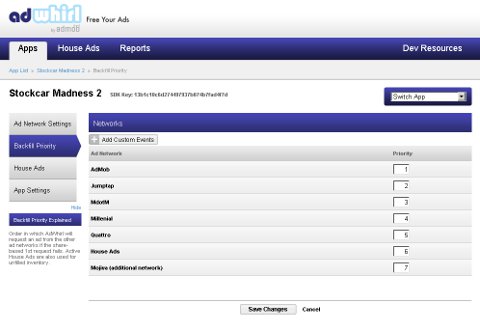 adwhirl
by admob
Free Your Ads
Apps House Ads Reports Dev Resources
App List > Stockcar Madness 2 > Backfill Priority
Stockcar Madness 2 SDK Key:
Switch App
Ad Network Settings
Backfill Priority
House Ads
App Settings
Hide
Backfill Priority Explained
Order in which AdWhirl will
request an ad from the other
ad networks if the share-
based 1st request fails. Active
House Ads are also used for
unfilled inventory.
Networks
Add Custom Events
Ad Network Priority
AdMob 1
Jumptap 2
MdotM 3
Millenial 4
Quattro 5
House Ads 6
Mojiva (additional network) 7
Save Changes Cancel